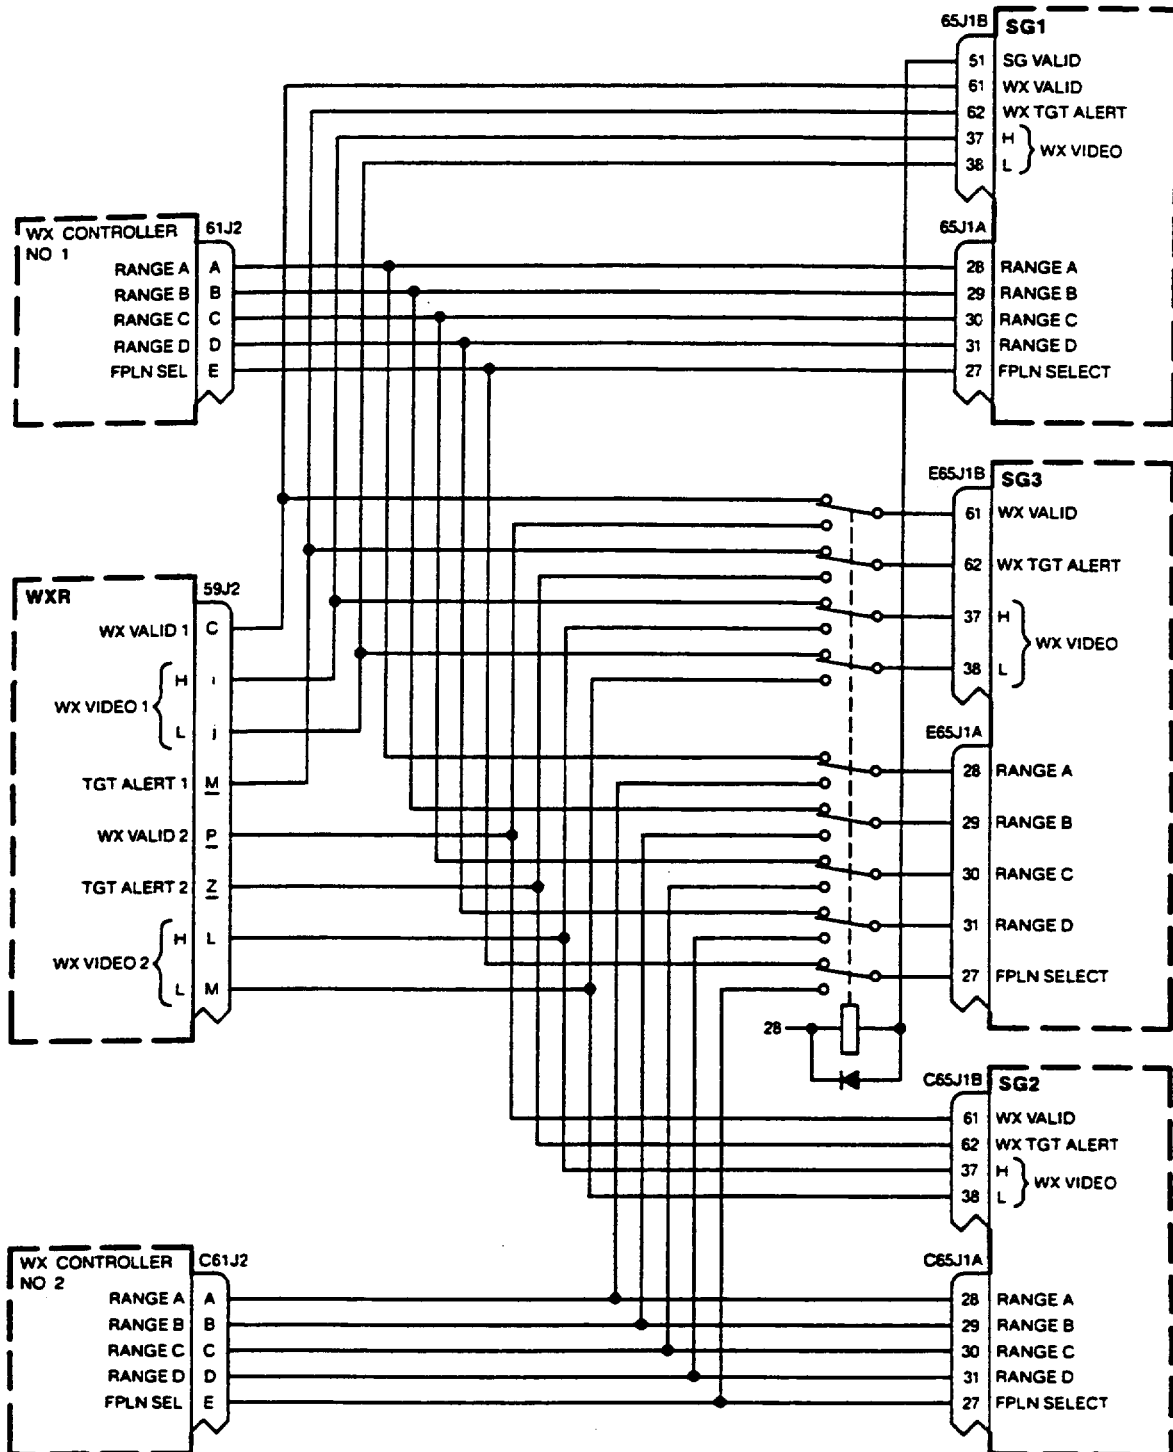 65J1B SG1
51 SG VALID
61 WX VALID
62 WX TGT ALERT
37 H
WX VIDEO
38 L
WX CONTROLLER
NO 1
61J2
RANGE A A
RANGE B B
RANGE C C
RANGE D D
FPLN SEL E
65J1A
28 RANGE A
29 RANGE B
30 RANGE C
31 RANGE D
27 FPLN SELECT
E65J1B SG3
61 WX VALID
62 WX TGT ALERT
37 H
WX VIDEO
38 L
WXR 59J2
WX VALID 1 C
H i
WX VIDEO 1
L j
TGT ALERT 1 M
WX VALID 2 P
TGT ALERT 2 Z
H L
WX VIDEO 2
L M
E65J1A
28 RANGE A
29 RANGE B
30 RANGE C
31 RANGE D
27 FPLN SELECT
28
C65J1B SG2
61 WX VALID
62 WX TGT ALERT
37 H
WX VIDEO
38 L
WX CONTROLLER
NO 2
C61J2
RANGE A A
RANGE B B
RANGE C C
RANGE D D
FPLN SEL E
C65J1A
28 RANGE A
29 RANGE B
30 RANGE C
31 RANGE D
27 FPLN SELECT